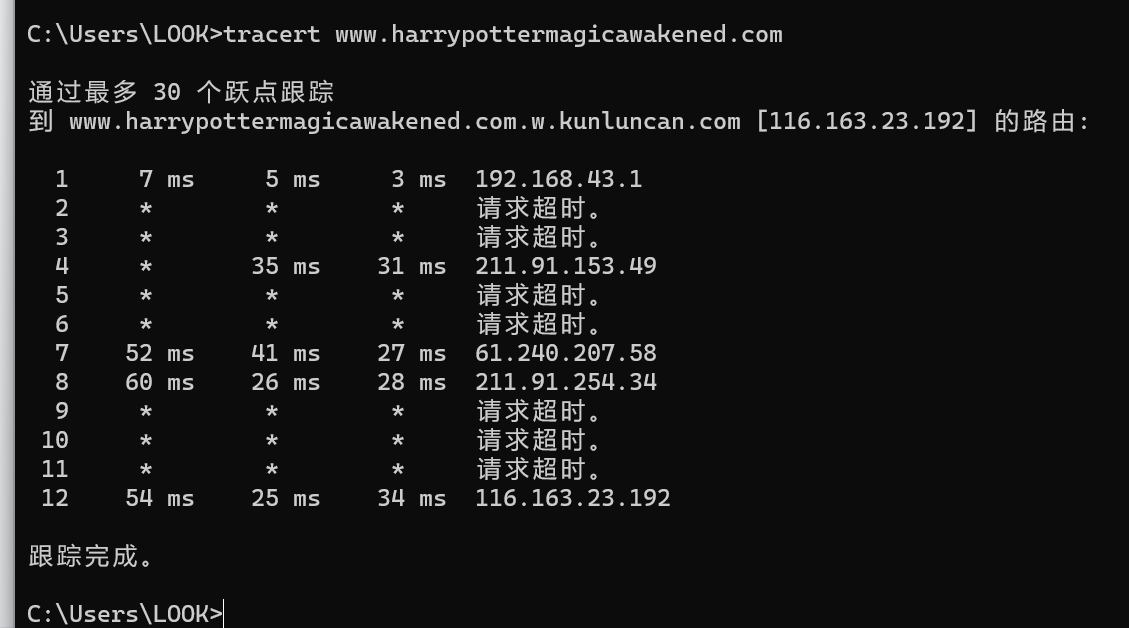 C:\Users\LOOK>tracert www.harrypottermagicawakened.com
通过最多 30 个跃点跟踪
到 www.harrypottermagicawakened.com.w.kunluncan.com [116.163.23.192] 的路由:
1 7 ms 5 ms 3 ms 192.168.43.1
2 * * * 请求超时。
3 * * * 请求超时。
4 * 35 ms 31 ms 211.91.153.49
5 * * * 请求超时。
6 * * * 请求超时。
7 52 ms 41 ms 27 ms 61.240.207.58
8 60 ms 26 ms 28 ms 211.91.254.34
9 * * * 请求超时。
10 * * * 请求超时。
11 * * * 请求超时。
12 54 ms 25 ms 34 ms 116.163.23.192
跟踪完成。
C:\Users\LOOK>